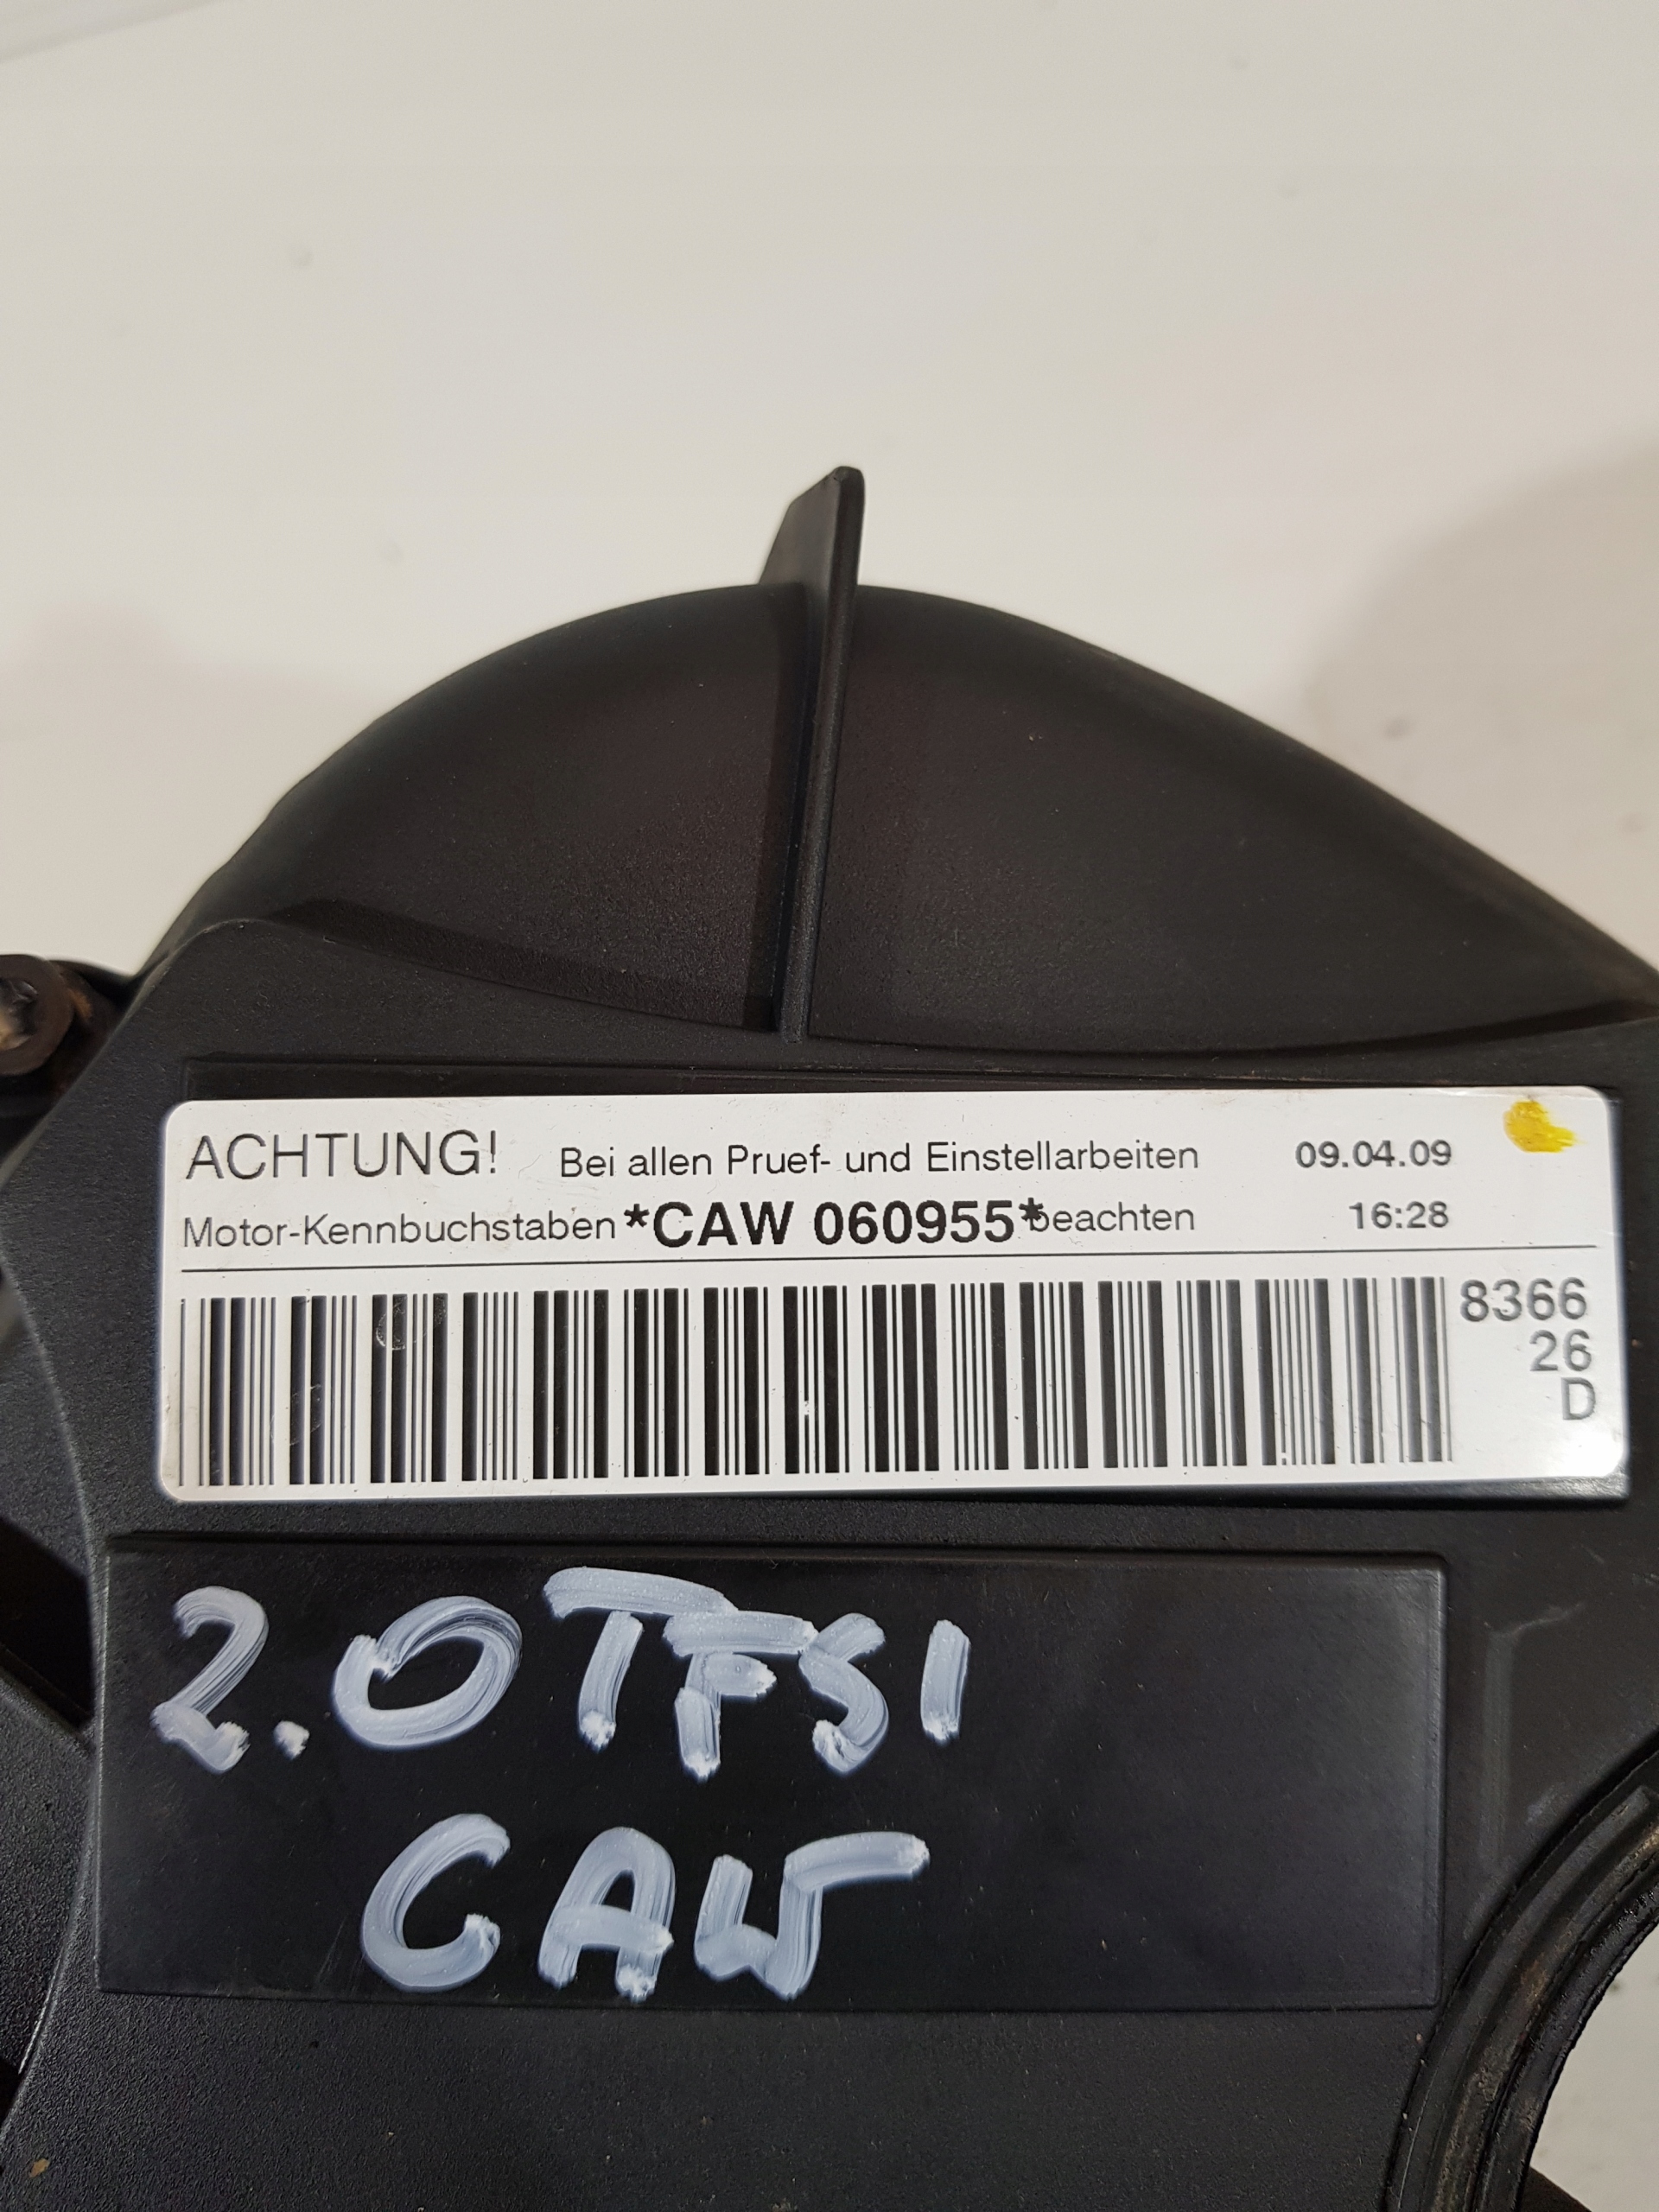 ACHTUNG! Bei allen Pruef- und Einstellarbeiten 09.04.09
Motor-Kennbuchstaben *CAW 060955* beachten 16:28
8366
26
D
2.0TFSI
CAW